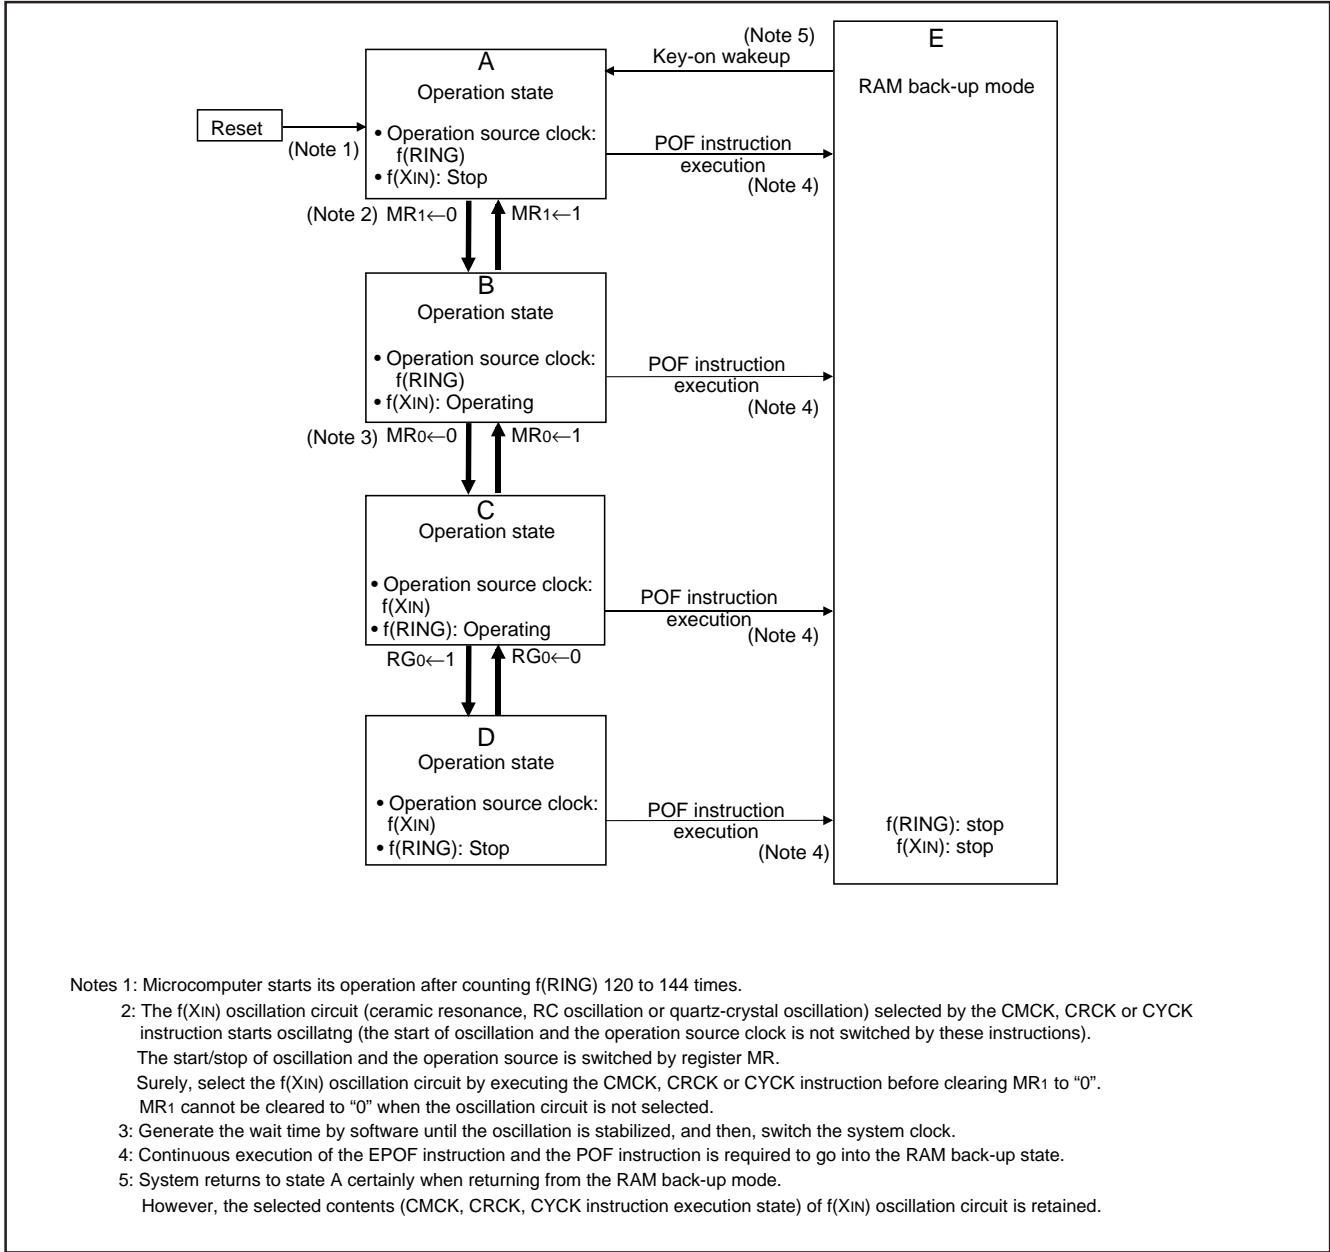 (Note 5)
Key-on wakeup
E
RAM back-up mode
A
Operation state
• Operation source clock:
f(RING)
• f(XIN): Stop
Reset
(Note 1)
POF instruction
execution
(Note 4)
(Note 2) MR1←0
MR1←1
B
Operation state
• Operation source clock:
f(RING)
• f(XIN): Operating
POF instruction
execution
(Note 4)
(Note 3) MR0←0
MR0←1
C
Operation state
• Operation source clock:
f(XIN)
• f(RING): Operating
POF instruction
execution
(Note 4)
RG0←1
RG0←0
D
Operation state
• Operation source clock:
f(XIN)
• f(RING): Stop
POF instruction
execution
(Note 4)
f(RING): stop
f(XIN): stop
Notes 1: Microcomputer starts its operation after counting f(RING) 120 to 144 times.
2: The f(XIN) oscillation circuit (ceramic resonance, RC oscillation or quartz-crystal oscillation) selected by the CMCK, CRCK or CYCK
instruction starts oscillatng (the start of oscillation and the operation source clock is not switched by these instructions).
The start/stop of oscillation and the operation source is switched by register MR.
Surely, select the f(XIN) oscillation circuit by executing the CMCK, CRCK or CYCK instruction before clearing MR1 to “0”.
MR1 cannot be cleared to “0” when the oscillation circuit is not selected.
3: Generate the wait time by software until the oscillation is stabilized, and then, switch the system clock.
4: Continuous execution of the EPOF instruction and the POF instruction is required to go into the RAM back-up state.
5: System returns to state A certainly when returning from the RAM back-up mode.
However, the selected contents (CMCK, CRCK, CYCK instruction execution state) of f(XIN) oscillation circuit is retained.